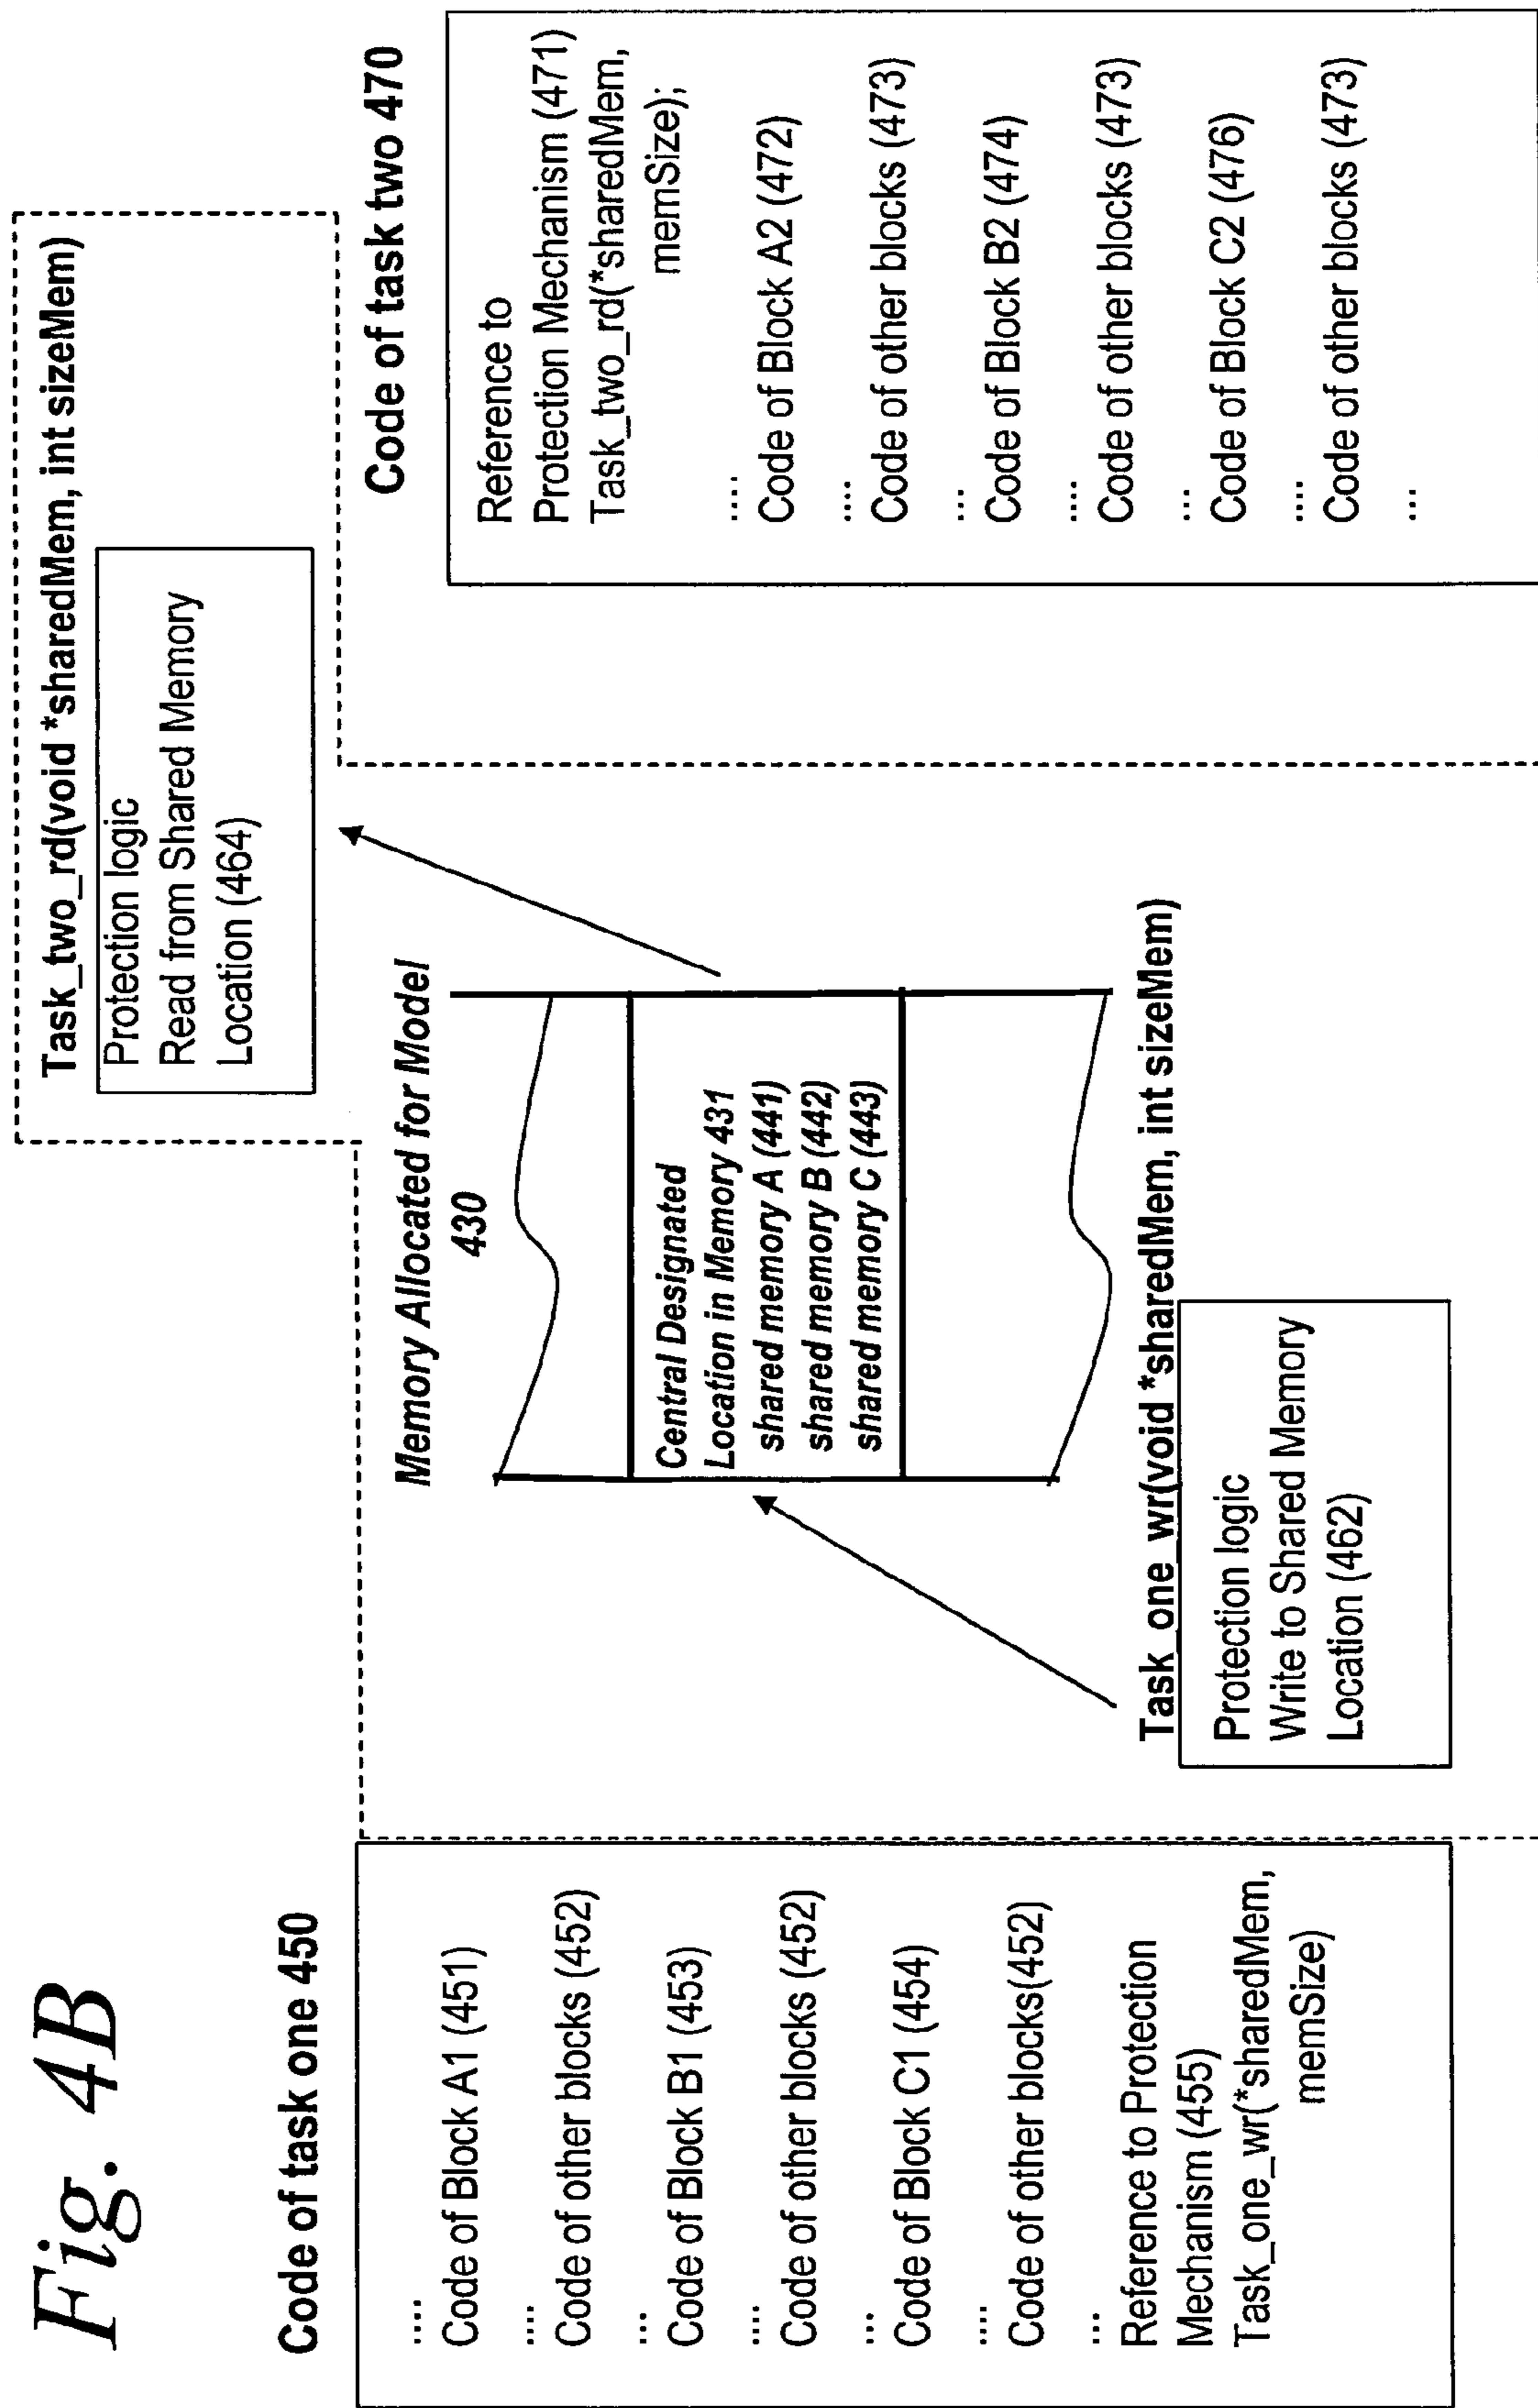 Fig. 4B
Code of task one 450
....
Code of Block A1 (451)
....
Code of other blocks (452)
...
Code of Block B1 (453)
....
Code of other blocks (452)
...
Code of Block C1 (454)
....
Code of other blocks(452)
...
Reference to Protection
Mechanism (455)
Task_one_wr(*sharedMem,
memSize)
Memory Allocated for Model
430
Central Designated
Location in Memory 431
shared memory A (441)
shared memory B (442)
shared memory C (443)
Task_one_wr(void *sharedMem, int sizeMem)
Protection logic
Write to Shared Memory
Location (462)
Task_two_rd(void *sharedMem, int sizeMem)
Protection logic
Read from Shared Memory
Location (464)
Code of task two 470
Reference to
Protection Mechanism (471)
Task_two_rd(*sharedMem,
memSize);
....
Code of Block A2 (472)
....
Code of other blocks (473)
...
Code of Block B2 (474)
....
Code of other blocks (473)
...
Code of Block C2 (476)
....
Code of other blocks (473)
...